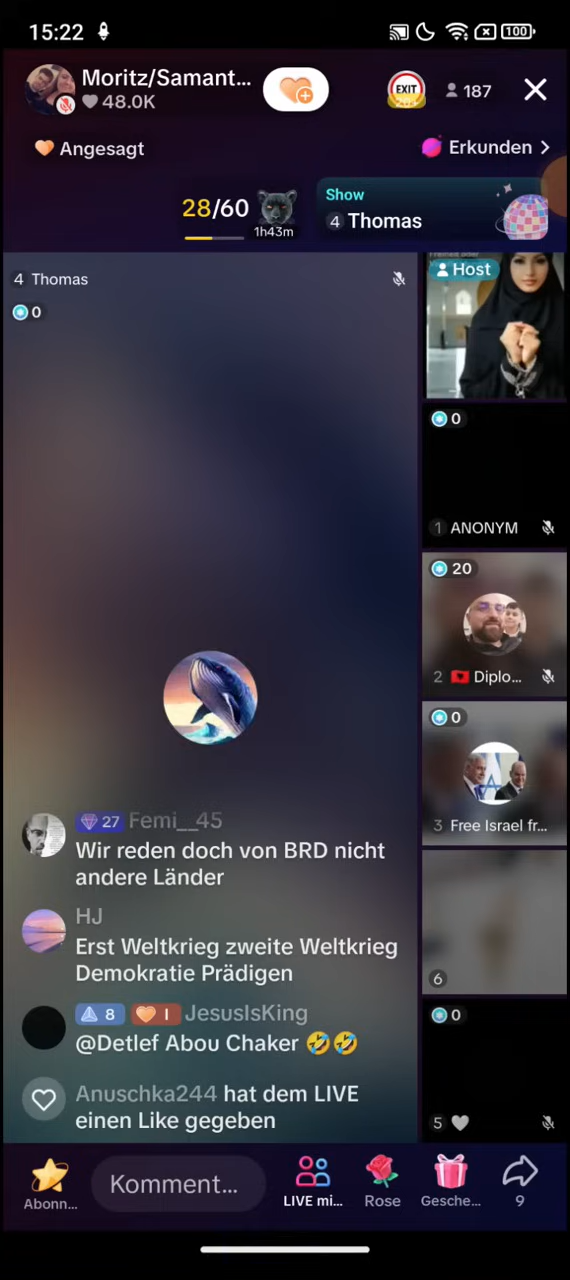 15:22
100
Moritz/Samant...
48.0K
EXIT
187
Angesagt
Erkunden
28/60
1h43m
Show
4 Thomas
4 Thomas
0
Host
0
1 ANONYM
20
2 Diplo...
0
3 Free Israel fr...
6
0
5
27 Femi__45
Wir reden doch von BRD nicht
andere Länder
HJ
Erst Weltkrieg zweite Weltkrieg
Demokratie Prädigen
8 I JesusIsKing
@Detlef Abou Chaker 🤣🤣
Anuschka244 hat dem LIVE
einen Like gegeben
Abonn...
Komment...
LIVE mi...
Rose
Gesche...
9